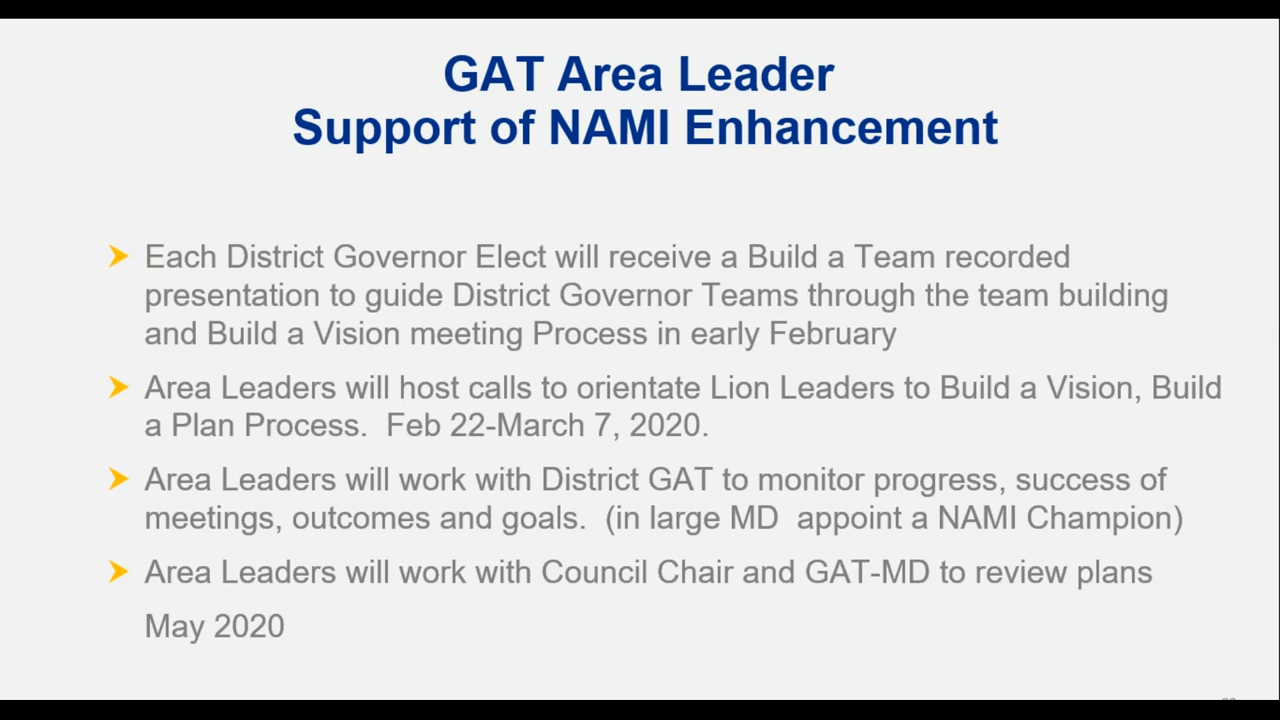 GAT Area Leader
Support of NAMI Enhancement
Each District Governor Elect will receive a Build a Team recorded
presentation to guide District Governor Teams through the team building
and Build a Vision meeting Process in early February
Area Leaders will host calls to orientate Lion Leaders to Build a Vision, Build
a Plan Process.  Feb 22-March 7, 2020.
Area Leaders will work with District GAT to monitor progress, success of
meetings, outcomes and goals.  (in large MD  appoint a NAMI Champion)
Area Leaders will work with Council Chair and GAT-MD to review plans
May 2020